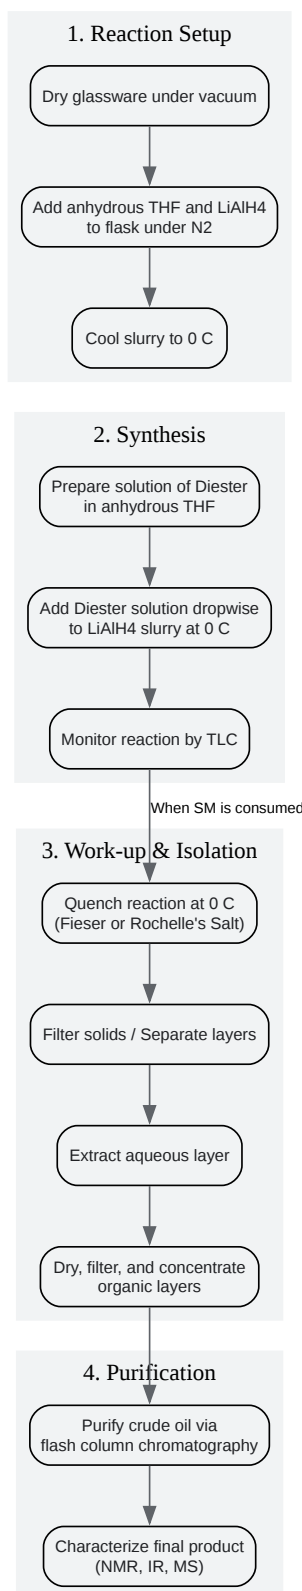 1. Reaction Setup
Dry glassware under vacuum
Add anhydrous THF and LiAlH4
to flask under N2
Cool slurry to 0 C
2. Synthesis
Prepare solution of Diester
in anhydrous THF
Add Diester solution dropwise
to LiAlH4 slurry at 0 C
Monitor reaction by TLC
When SM is consumed
3. Work-up & Isolation
Quench reaction at 0 C
(Fieser or Rochelle's Salt)
Filter solids / Separate layers
Extract aqueous layer
Dry, filter, and concentrate
organic layers
4. Purification
Purify crude oil via
flash column chromatography
Characterize final product
(NMR, IR, MS)